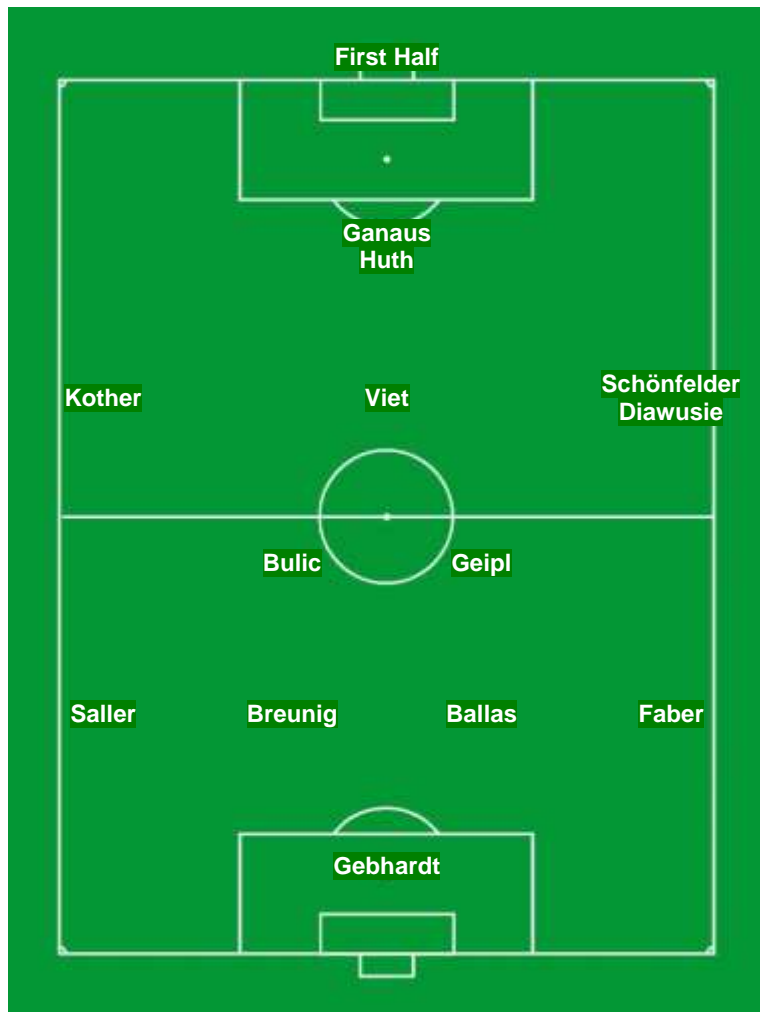 First Half
Ganaus
Huth
Kother
Viet
Schönfelder
Diawusie
Bulic
Geipl
Saller
Breunig
Ballas
Faber
Gebhardt